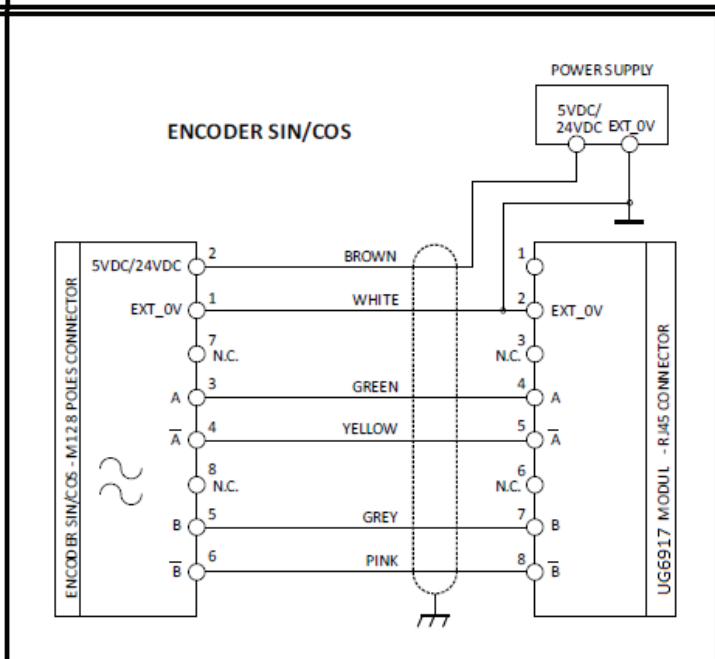 POWER SUPPLY
5VDC/
24VDC EXT_0V
ENCODER SIN/COS
ENCODER SIN/COS - M12 8 POLES CONNECTOR
5VDC/24VDC 2 BROWN 1
EXT_0V 1 WHITE 2 EXT_0V
7 N.C. N.C. 3
A 3 GREEN 4 A
A̅ 4 YELLOW 5 A̅
8 N.C. N.C. 6
B 5 GREY 7 B
B̅ 6 PINK 8 B̅
UG6917 MODUL - RJ45 CONNECTOR